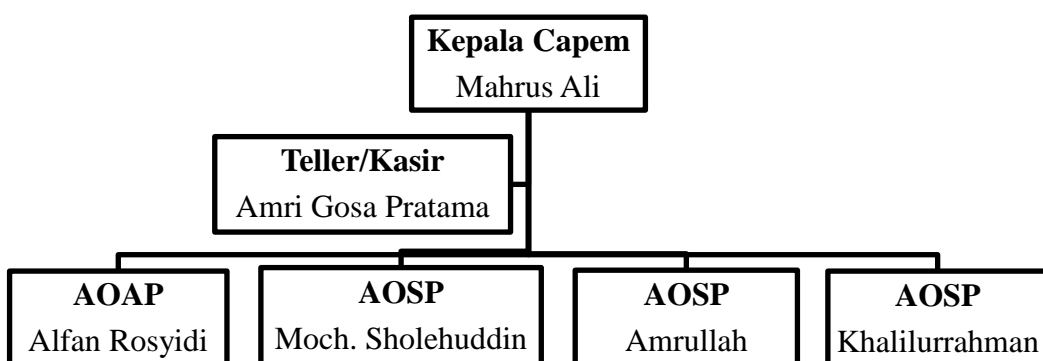 Kepala Capem
Mahrus Ali
Teller/Kasir
Amri Gosa Pratama
AOAP
Alfan Rosyidi
AOSP
Moch. Sholehuddin
AOSP
Amrullah
AOSP
Khalilurrahman